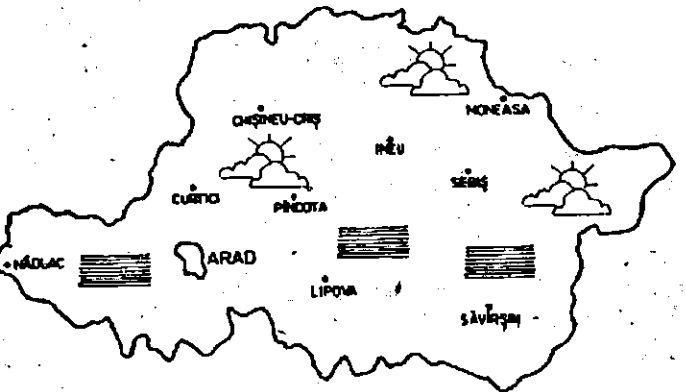 MONEASA
CHIȘINEU-CRIȘ
INEU
SEBIȘ
CURTICI
PÎNCOTA
NĂDLAC
ARAD
LIPOVA
SĂVÎRȘIN